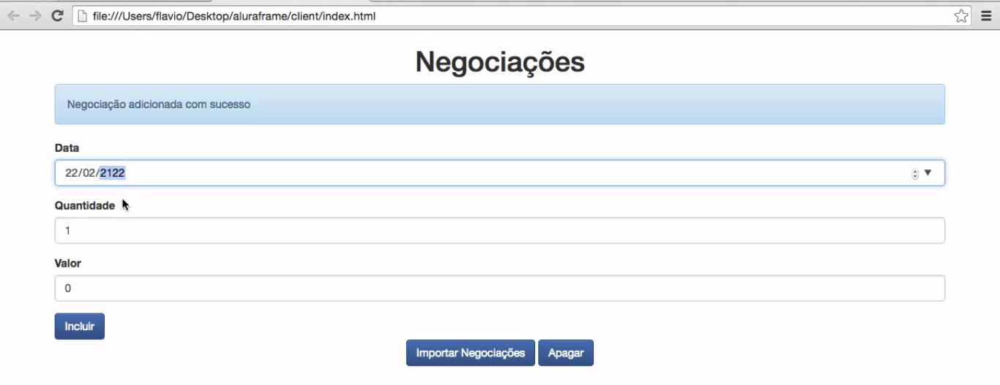 file:///Users/flavio/Desktop/aluraframe/client/index.html
Negociações
Negociação adicionada com sucesso
Data
22/02/2122
Quantidade
1
Valor
0
Incluir
Importar Negociações Apagar